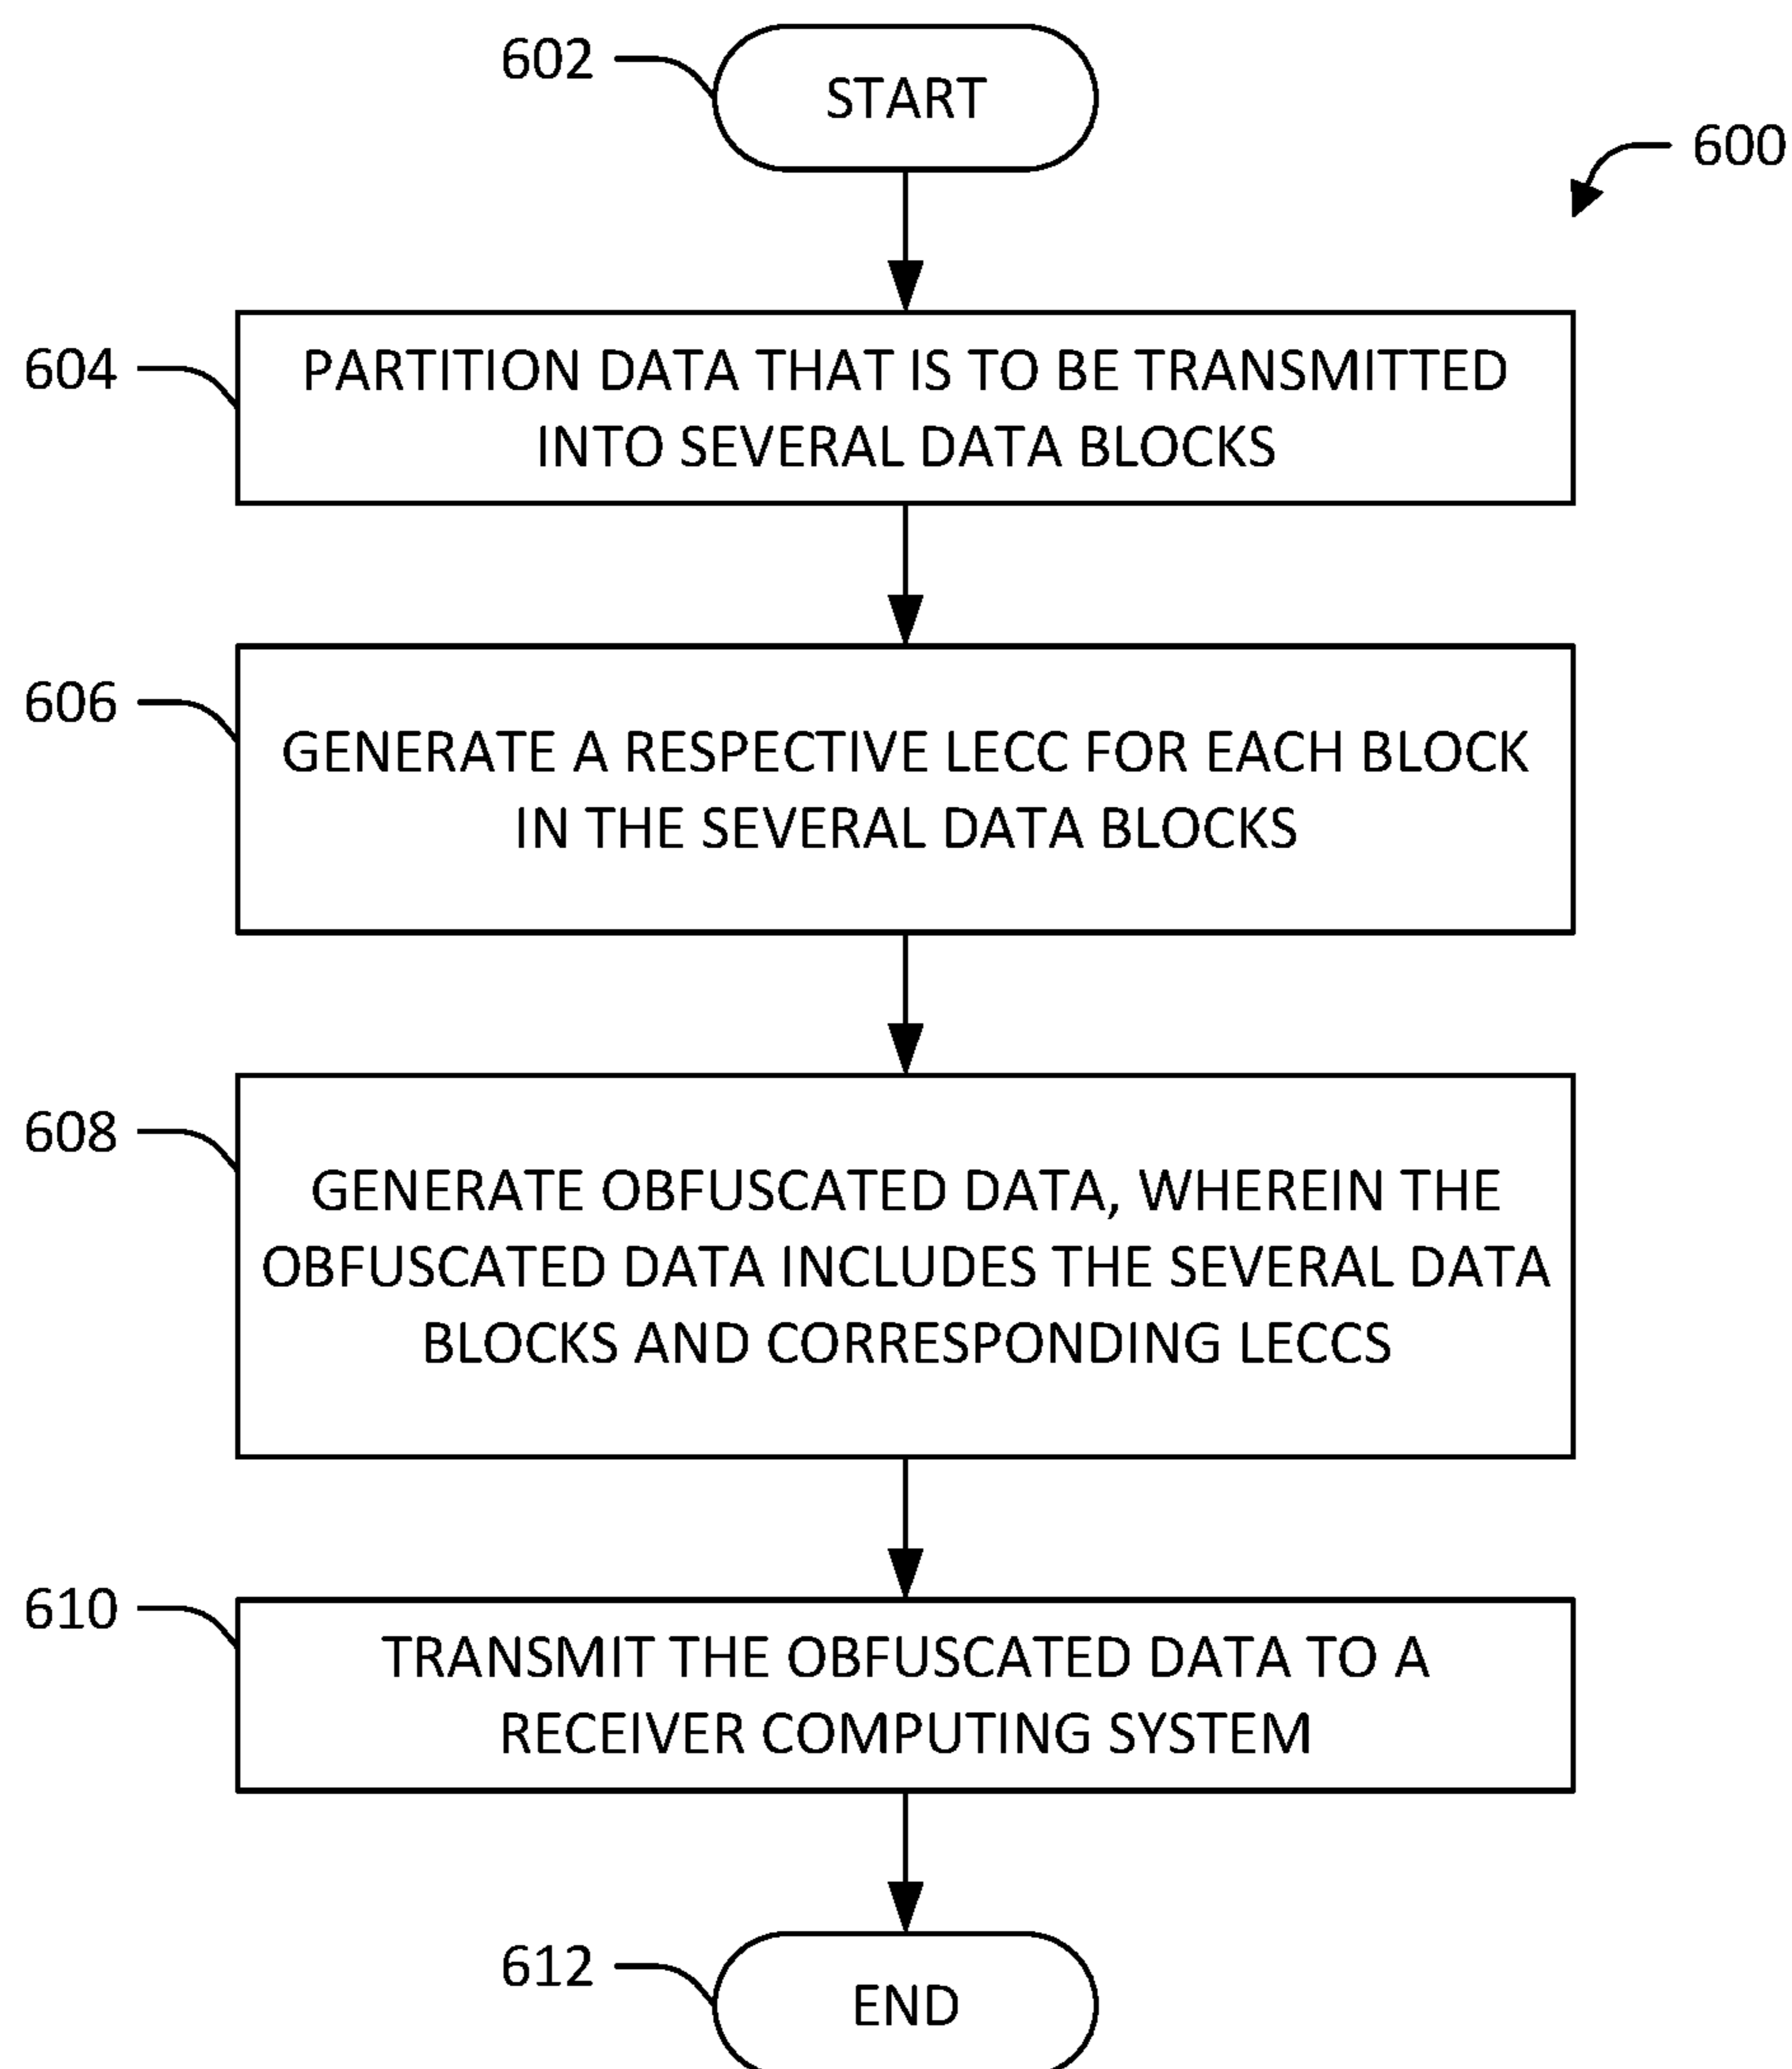 602
START
600
604
PARTITION DATA THAT IS TO BE TRANSMITTED
INTO SEVERAL DATA BLOCKS
606
GENERATE A RESPECTIVE LECC FOR EACH BLOCK
IN THE SEVERAL DATA BLOCKS
608
GENERATE OBFUSCATED DATA, WHEREIN THE
OBFUSCATED DATA INCLUDES THE SEVERAL DATA
BLOCKS AND CORRESPONDING LECCS
610
TRANSMIT THE OBFUSCATED DATA TO A
RECEIVER COMPUTING SYSTEM
612
END